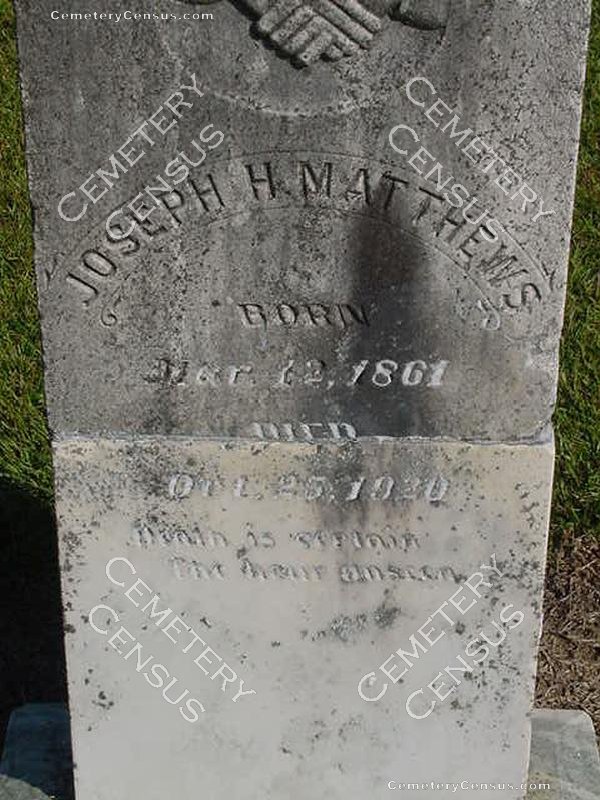 CemeteryCensus.com
CEMETERY CENSUS
CEMETERY CENSUS
JOSEPH H. MATTHEWS
BORN
Mar. 12, 1861
DIED
Oct. 25, 1920
Death is certain
The hour unseen
CEMETERY CENSUS
CEMETERY CENSUS
CemeteryCensus.com